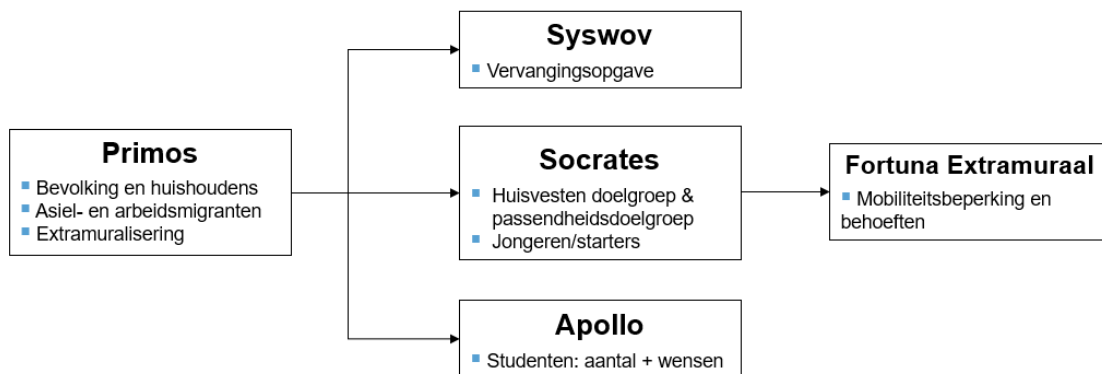 Syswov
Vervangingsopgave
Primos
Bevolking en huishoudens
Asiel- en arbeidsmigranten
Extramuralisering
Socrates
Huisvesten doelgroep &
passendheidsdoelgroep
Jongeren/starters
Fortuna Extramuraal
Mobiliteitsbeperking en
behoeften
Apollo
Studenten: aantal + wensen